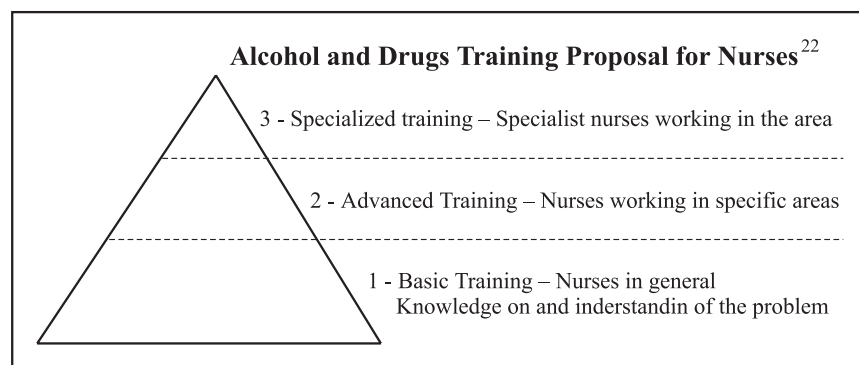 Alcohol and Drugs Training Proposal for Nurses22
3 - Specialized training – Specialist nurses working in the area
2 - Advanced Training – Nurses working in specific areas
1 - Basic Training – Nurses in general
Knowledge on and inderstandin of the problem